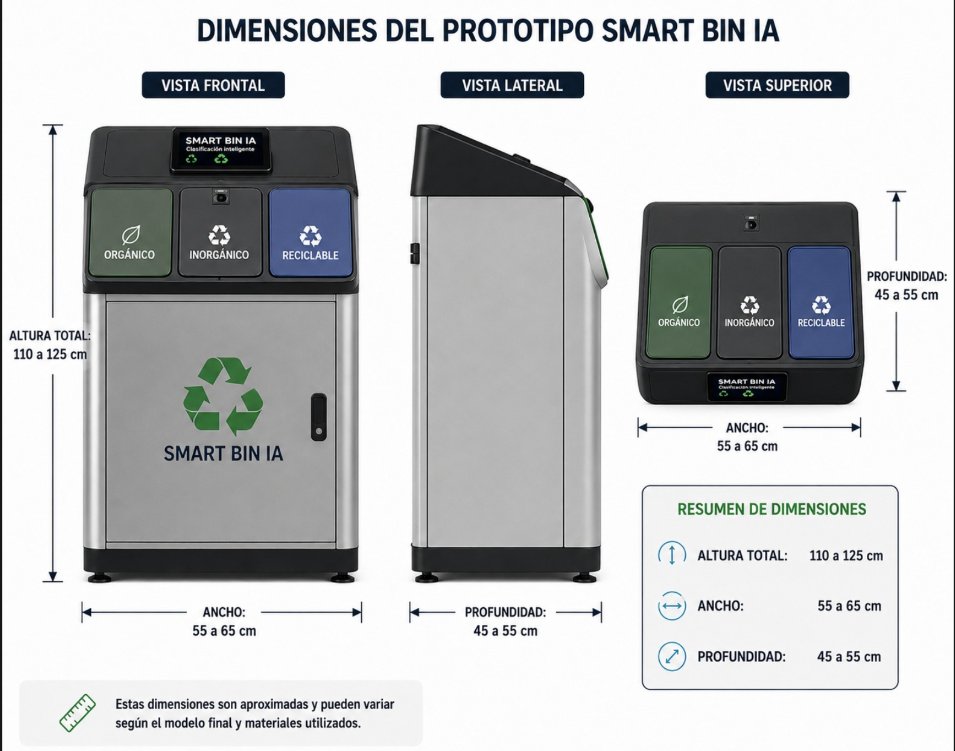 DIMENSIONES DEL PROTOTIPO SMART BIN IA
VISTA FRONTAL
SMART BIN IA
Clasificación inteligente
ORGÁNICO
INORGÁNICO
RECICLABLE
SMART BIN IA
ALTURA TOTAL:
110 a 125 cm
ANCHO:
55 a 65 cm
VISTA LATERAL
PROFUNDIDAD:
45 a 55 cm
VISTA SUPERIOR
ORGÁNICO
INORGÁNICO
RECICLABLE
SMART BIN IA
Clasificación inteligente
PROFUNDIDAD:
45 a 55 cm
ANCHO:
55 a 65 cm
RESUMEN DE DIMENSIONES
ALTURA TOTAL: 110 a 125 cm
ANCHO: 55 a 65 cm
PROFUNDIDAD: 45 a 55 cm
Estas dimensiones son aproximadas y pueden variar
según el modelo final y materiales utilizados.